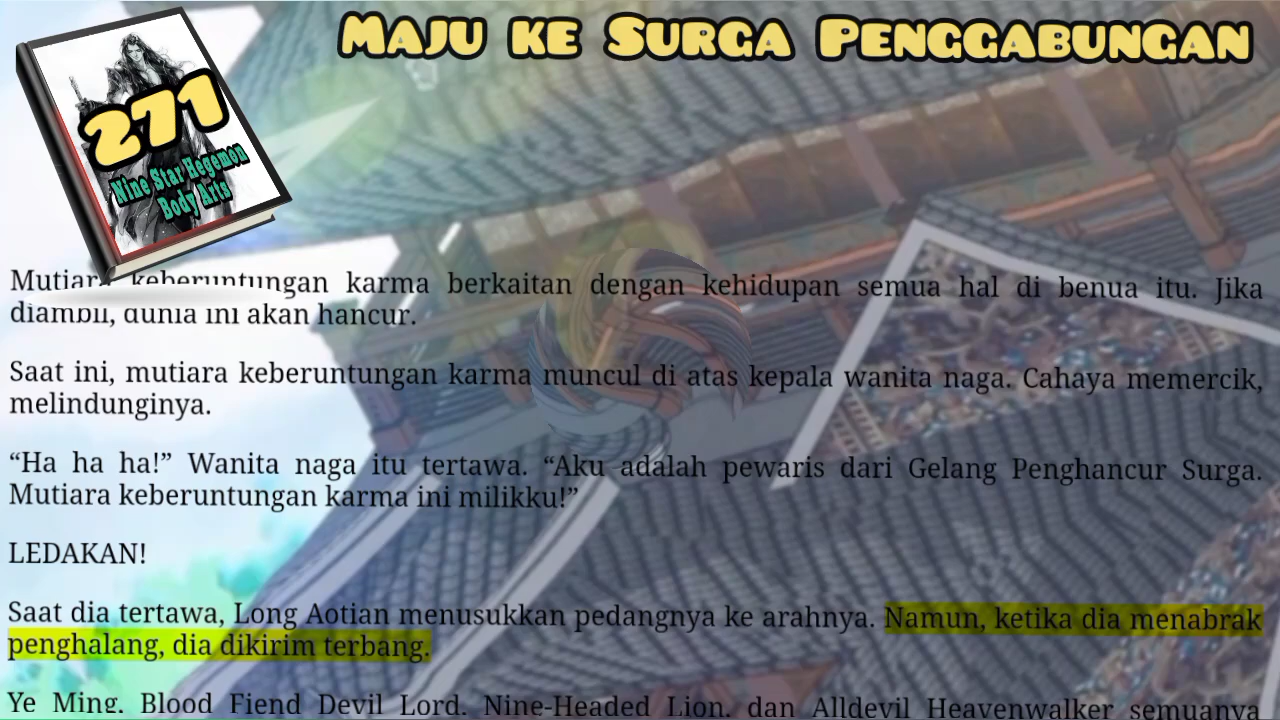 Maju ke Surga Penggabungan
271
Nine Star Hegemon
Body Arts
Mutiara keberuntungan karma berkaitan dengan kehidupan semua hal di benua itu. Jika
diambil, dunia ini akan hancur.
Saat ini, mutiara keberuntungan karma muncul di atas kepala wanita naga. Cahaya memercik,
melindunginya.
“Ha ha ha!” Wanita naga itu tertawa. “Aku adalah pewaris dari Gelang Penghancur Surga.
Mutiara keberuntungan karma ini milikku!”
LEDAKAN!
Saat dia tertawa, Long Aotian menusukkan pedangnya ke arahnya. Namun, ketika dia menabrak
penghalang, dia dikirim terbang.
Ye Ming, Blood Fiend Devil Lord, Nine-Headed Lion, dan Alldevil Heavenwalker semuanya